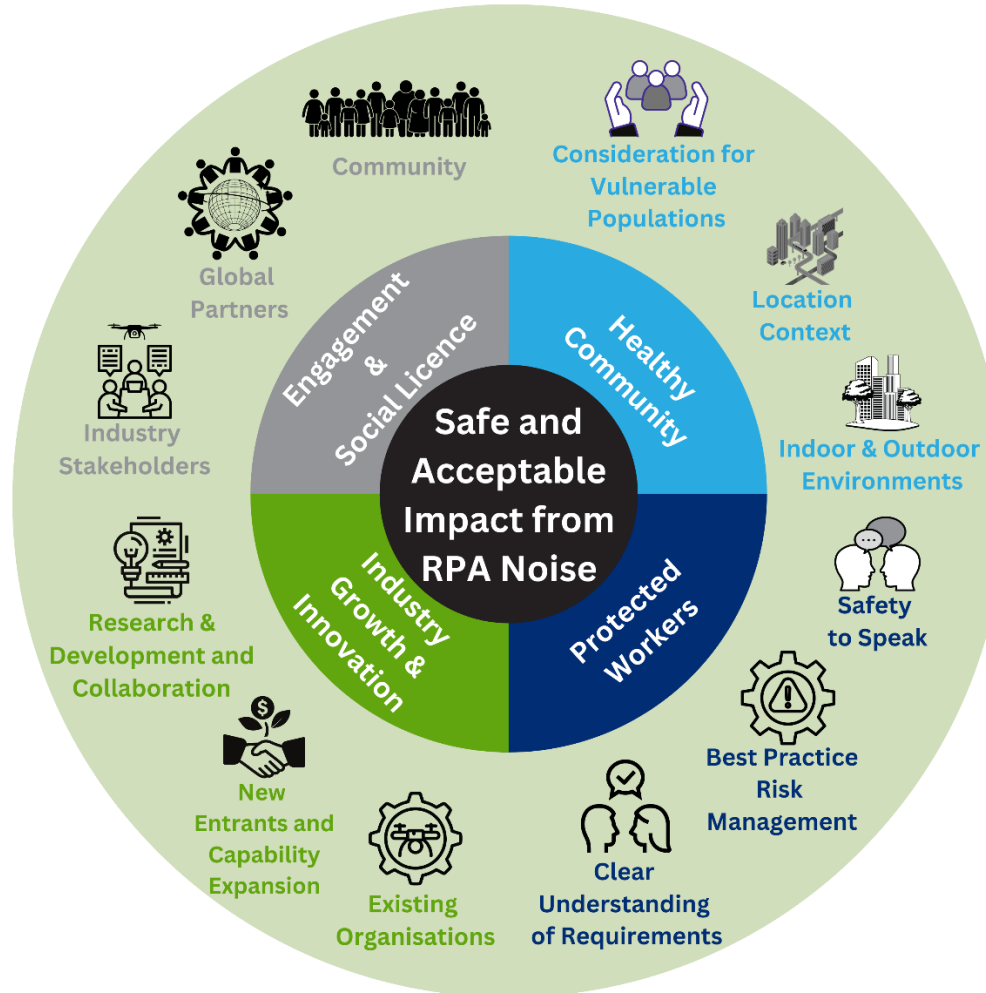 Community
Consideration for
Vulnerable
Populations
Global
Partners
Location
Context
Industry
Stakeholders
Indoor & Outdoor
Environments
Engagement
&
Social Licence
Healthy
Community
Safe and
Acceptable
Impact from
RPA Noise
Industry
Growth &
Innovation
Protected
Workers
Safety
to Speak
Research &
Development and
Collaboration
Best Practice
Risk
Management
$
New
Entrants and
Capability
Expansion
Clear
Understanding
of Requirements
Existing
Organisations